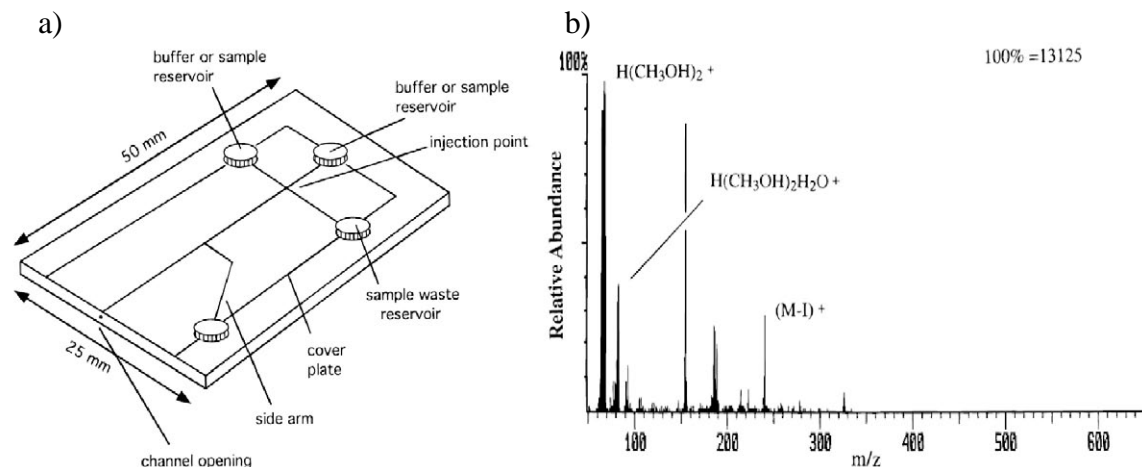 a)
buffer or sample
reservoir
buffer or sample
reservoir
injection point
50 mm
25 mm
sample waste
reservoir
cover
plate
side arm
channel opening
b)
100%
100% =13125
H(CH₃OH)₂ +
H(CH₃OH)₂H₂O +
(M-I) +
Relative Abundance
100 200 300 400 500 600
m/z